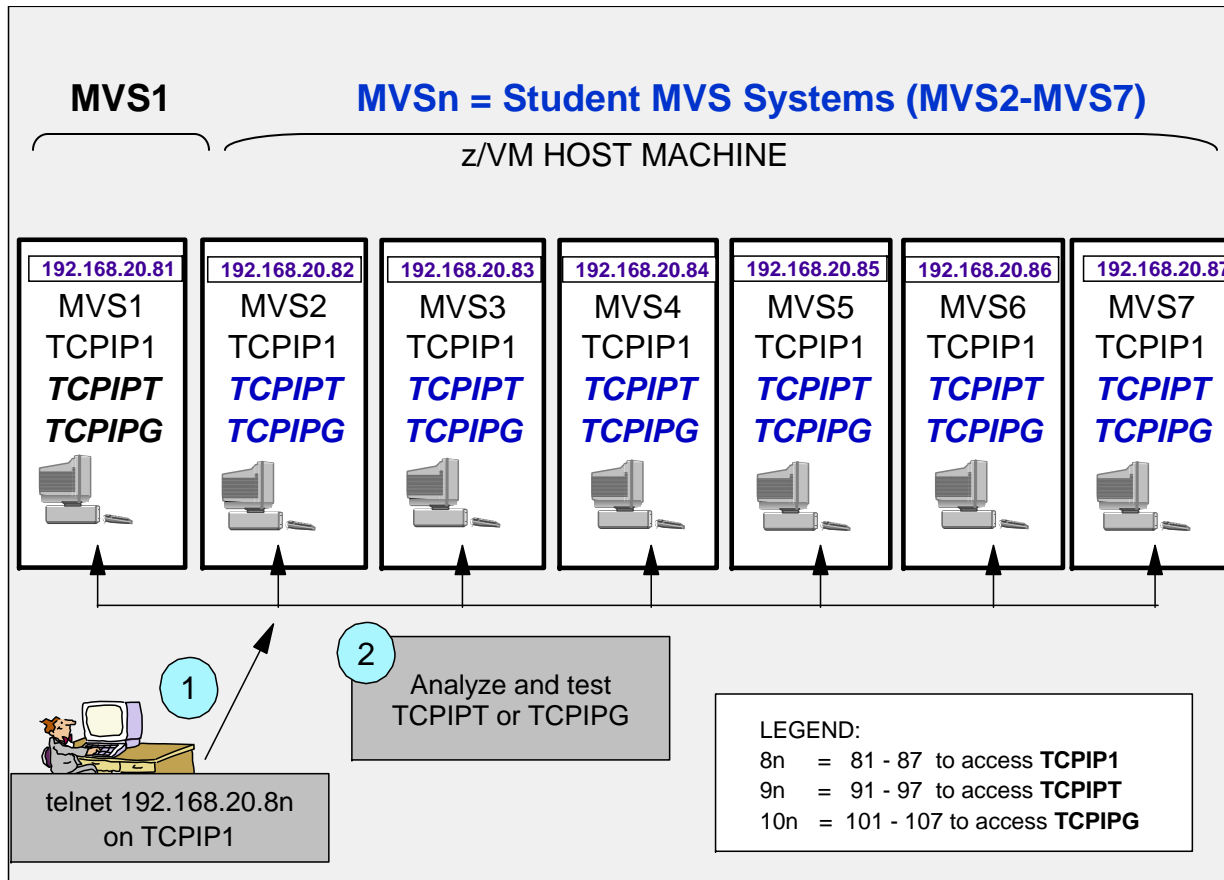 MVS1
MVSn = Student MVS Systems (MVS2-MVS7)
z/VM HOST MACHINE
192.168.20.81
MVS1
TCPIP1
TCPIPT
TCPIPG
192.168.20.82
MVS2
TCPIP1
TCPIPT
TCPIPG
192.168.20.83
MVS3
TCPIP1
TCPIPT
TCPIPG
192.168.20.84
MVS4
TCPIP1
TCPIPT
TCPIPG
192.168.20.85
MVS5
TCPIP1
TCPIPT
TCPIPG
192.168.20.86
MVS6
TCPIP1
TCPIPT
TCPIPG
192.168.20.87
MVS7
TCPIP1
TCPIPT
TCPIPG
1
telnet 192.168.20.8n
on TCPIP1
2
Analyze and test
TCPIPT or TCPIPG
LEGEND:
8n = 81 - 87 to access TCPIP1
9n = 91 - 97 to access TCPIPT
10n = 101 - 107 to access TCPIPG